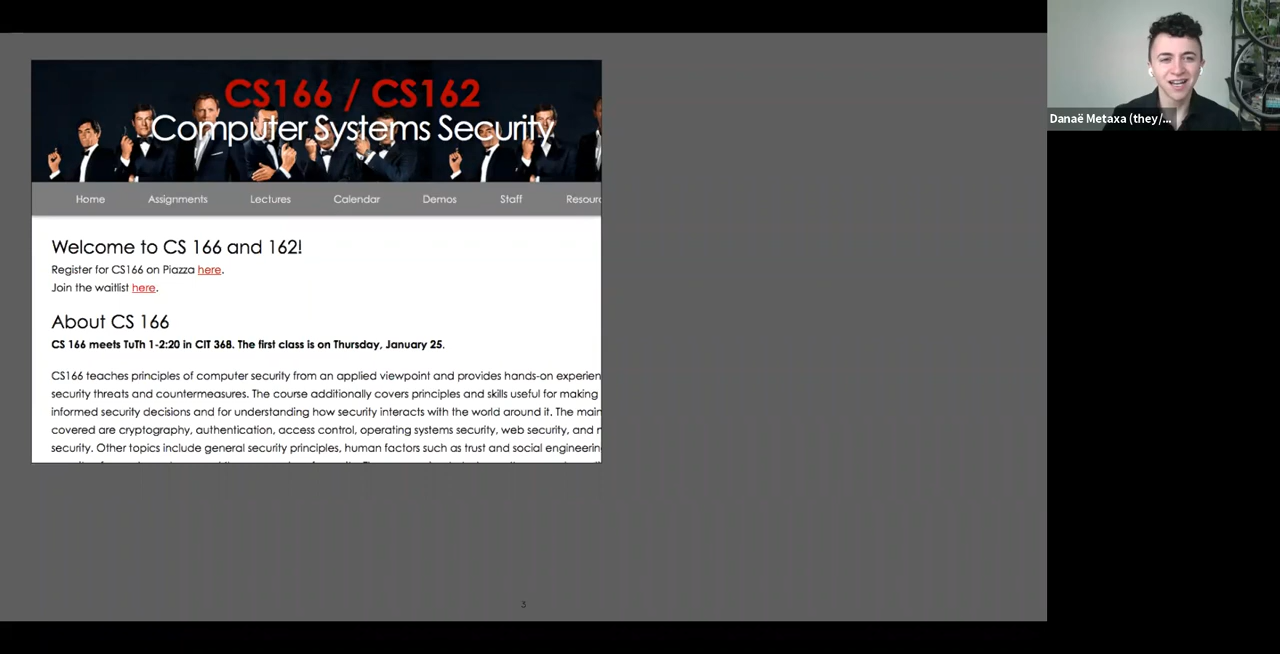 CS166 / CS162
Computer Systems Security
Home Assignments Lectures Calendar Demos Staff Resourc
Welcome to CS 166 and 162!
Register for CS166 on Piazza here.
Join the waitlist here.
About CS 166
CS 166 meets TuTh 1-2:20 in CIT 368. The first class is on Thursday, January 25.
CS166 teaches principles of computer security from an applied viewpoint and provides hands-on experien
security threats and countermeasures. The course additionally covers principles and skills useful for making
informed security decisions and for understanding how security interacts with the world around it. The main
covered are cryptography, authentication, access control, operating systems security, web security, and n
security. Other topics include general security principles, human factors such as trust and social engineerin
3
Danaë Metaxa (they/...